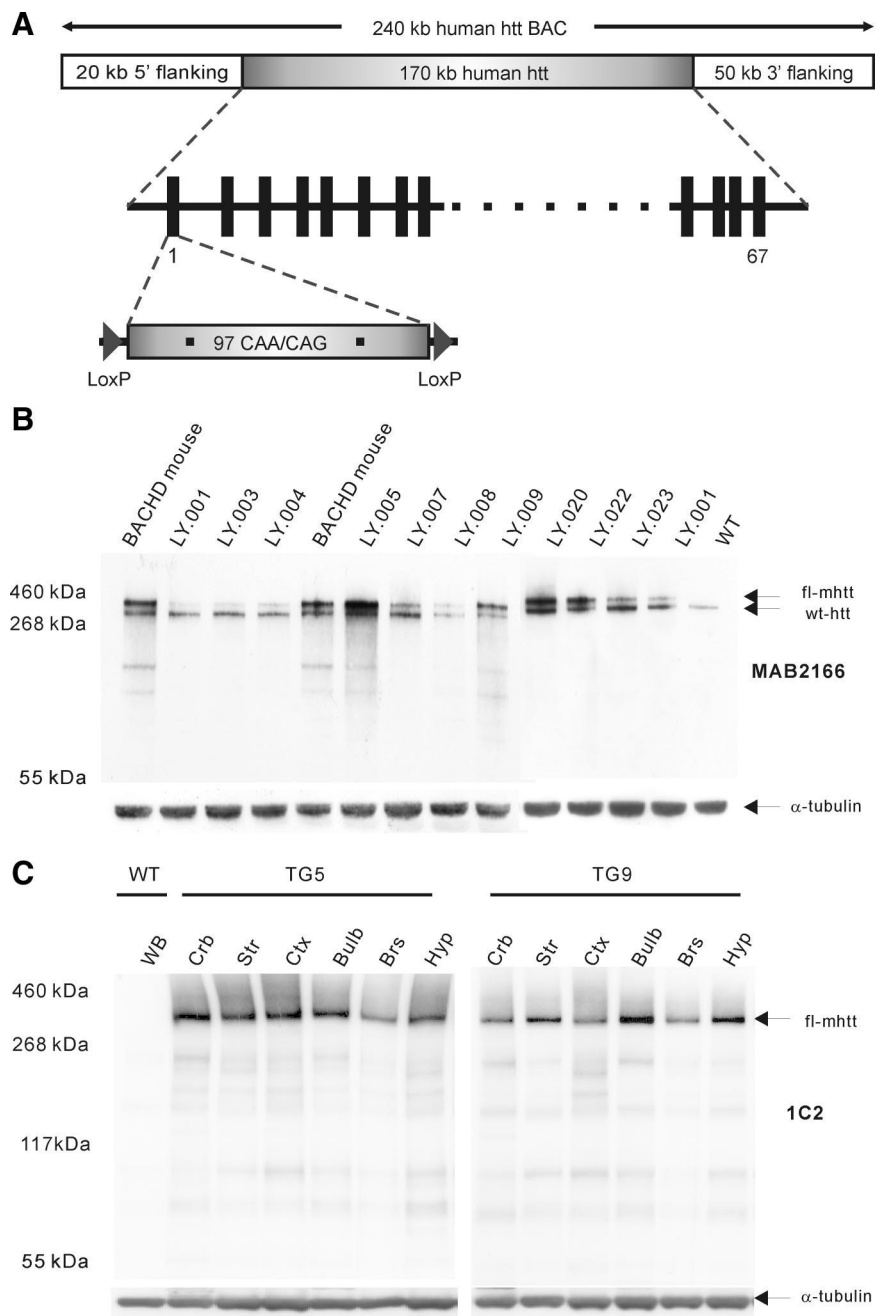 A
240 kb human htt BAC
20 kb 5' flanking 170 kb human htt 50 kb 3' flanking
1 67
97 CAA/CAG
LoxP LoxP
B
BACHD mouse LY.001 LY.003 LY.004 BACHD mouse LY.005 LY.007 LY.008 LY.009 LY.020 LY.022 LY.023 LY.001 WT
460 kDa fl-mhtt
268 kDa wt-htt
MAB2166
55 kDa
α-tubulin
C
WT TG5 TG9
WB Crb Str Ctx Bulb Brs Hyp Crb Str Ctx Bulb Brs Hyp
460 kDa
fl-mhtt
268 kDa
1C2
117kDa
55 kDa
α-tubulin